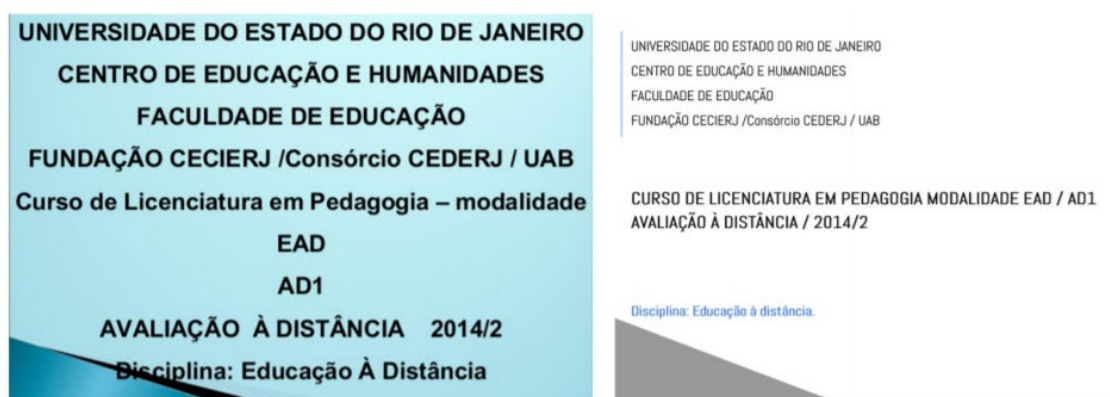 UNIVERSIDADE DO ESTADO DO RIO DE JANEIRO
CENTRO DE EDUCAÇÃO E HUMANIDADES
FACULDADE DE EDUCAÇÃO
FUNDAÇÃO CECIERJ /Consórcio CEDERJ / UAB
Curso de Licenciatura em Pedagogia – modalidade
EAD
AD1
AVALIAÇÃO À DISTÂNCIA 2014/2
Disciplina: Educação À Distância
UNIVERSIDADE DO ESTADO DO RIO DE JANEIRO
CENTRO DE EDUCAÇÃO E HUMANIDADES
FACULDADE DE EDUCAÇÃO
FUNDAÇÃO CECIERJ /Consórcio CEDERJ / UAB
CURSO DE LICENCIATURA EM PEDAGOGIA MODALIDADE EAD / AD1
AVALIAÇÃO À DISTÂNCIA / 2014/2
Disciplina: Educação à distância.